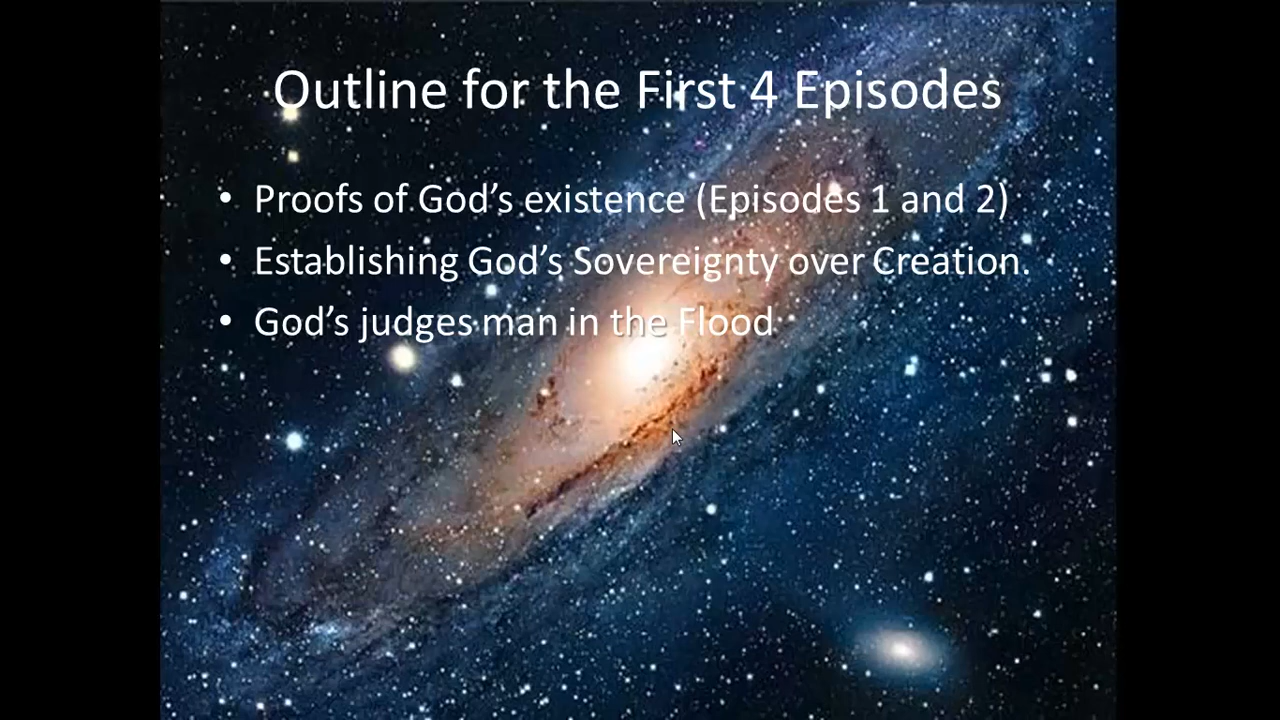 Outline for the First 4 Episodes
• Proofs of God’s existence (Episodes 1 and 2)
• Establishing God’s Sovereignty over Creation.
• God’s judges man in the Flood